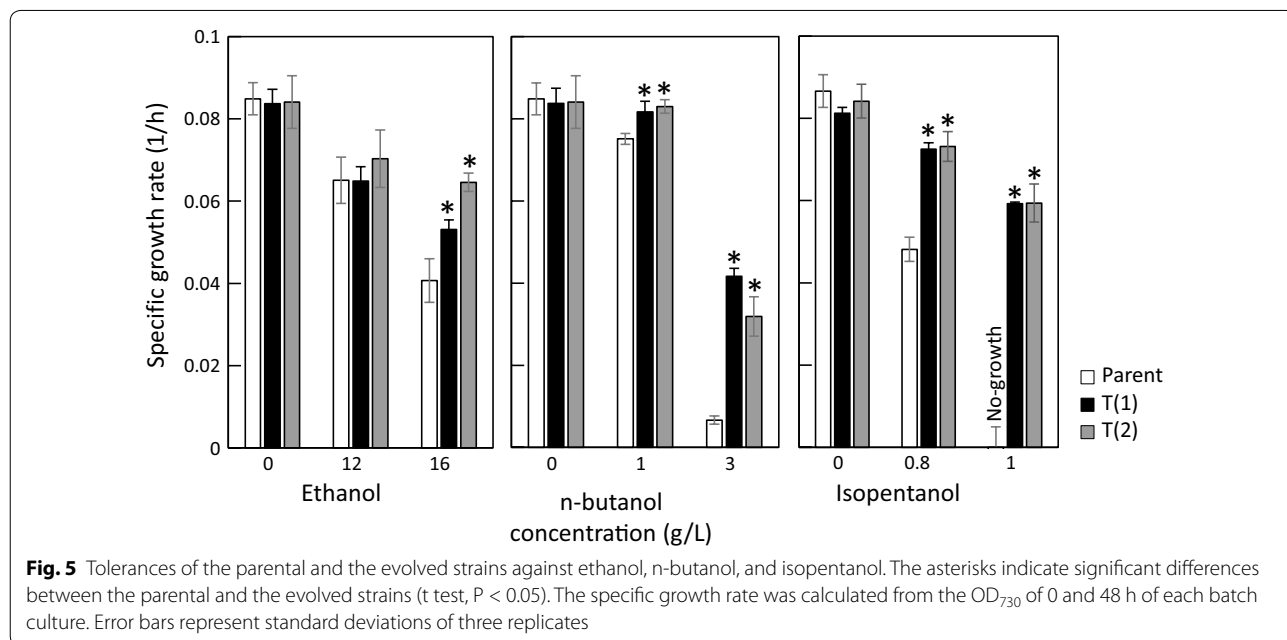 Specific growth rate (1/h)
0.1
0.08
0.06
0.04
0.02
0
* *
0 12 16
Ethanol
* *
* *
0 1 3
n-butanol
concentration (g/L)
* *
* *
No-growth
0 0.8 1
Isopentanol
Parent
T(1)
T(2)
Fig. 5 Tolerances of the parental and the evolved strains against ethanol, n-butanol, and isopentanol. The asterisks indicate significant differences
between the parental and the evolved strains (t test, P < 0.05). The specific growth rate was calculated from the OD730 of 0 and 48 h of each batch
culture. Error bars represent standard deviations of three replicates